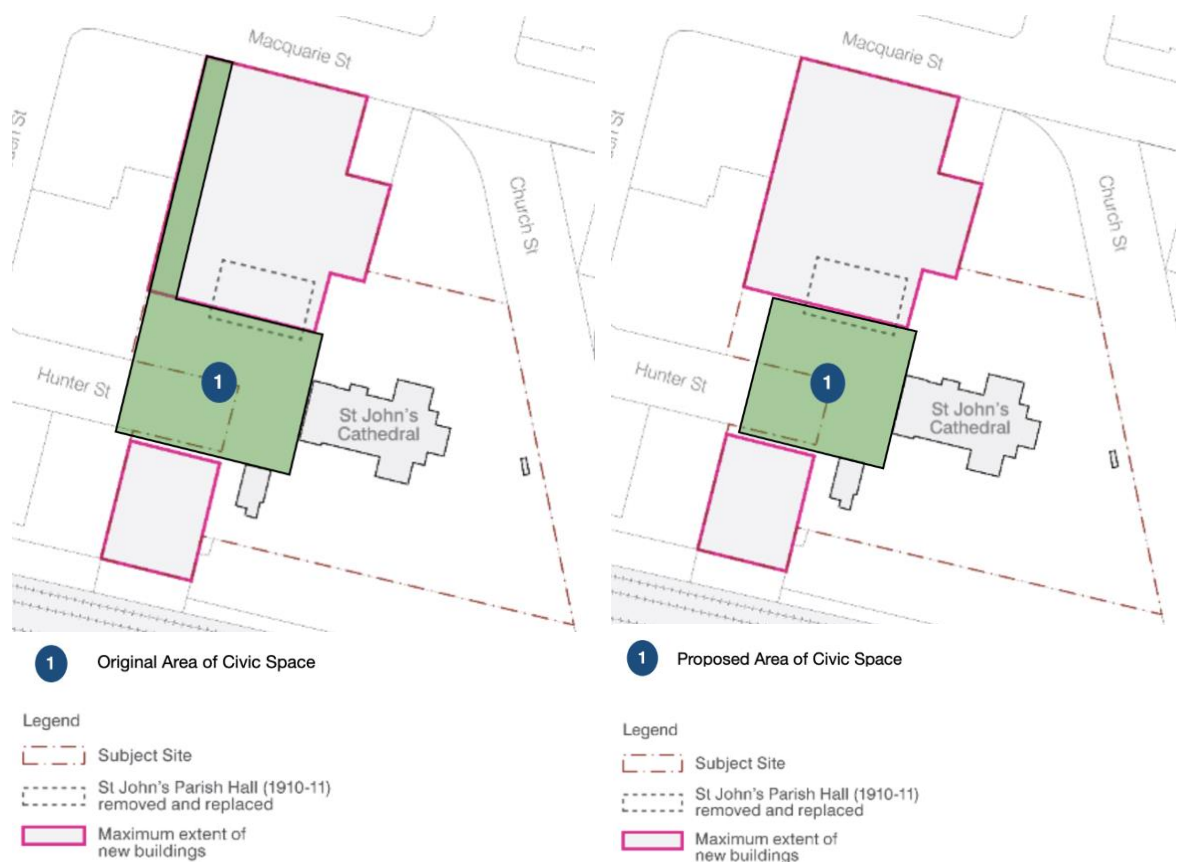 Macquarie St
Church St
Hunter St
1
St John's
Cathedral
1 Original Area of Civic Space
Legend
Subject Site
St John's Parish Hall (1910-11)
removed and replaced
Maximum extent of
new buildings
Macquarie St
Church St
Hunter St
1
St John's
Cathedral
1 Proposed Area of Civic Space
Legend
Subject Site
St John's Parish Hall (1910-11)
removed and replaced
Maximum extent of
new buildings